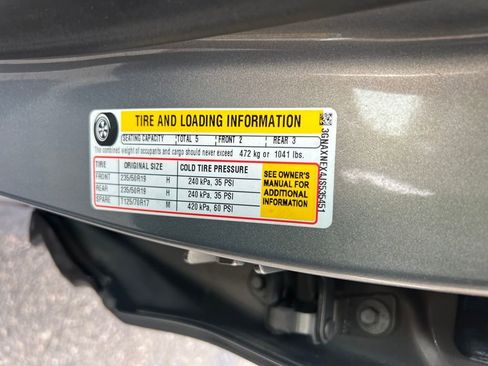 TIRE AND LOADING INFORMATION
SEATING CAPACITY TOTAL 5 FRONT 2 REAR 3
The combined weight of occupants and cargo should never exceed 472 kg or 1041 lbs.
TIRE ORIGINAL SIZE COLD TIRE PRESSURE
FRONT 235/50R19 H 240 kPa, 35 PSI
REAR 235/50R19 H 240 kPa, 35 PSI
SPARE T125/70R17 M 420 kPa, 60 PSI
SEE OWNER'S
MANUAL FOR
ADDITIONAL
INFORMATION